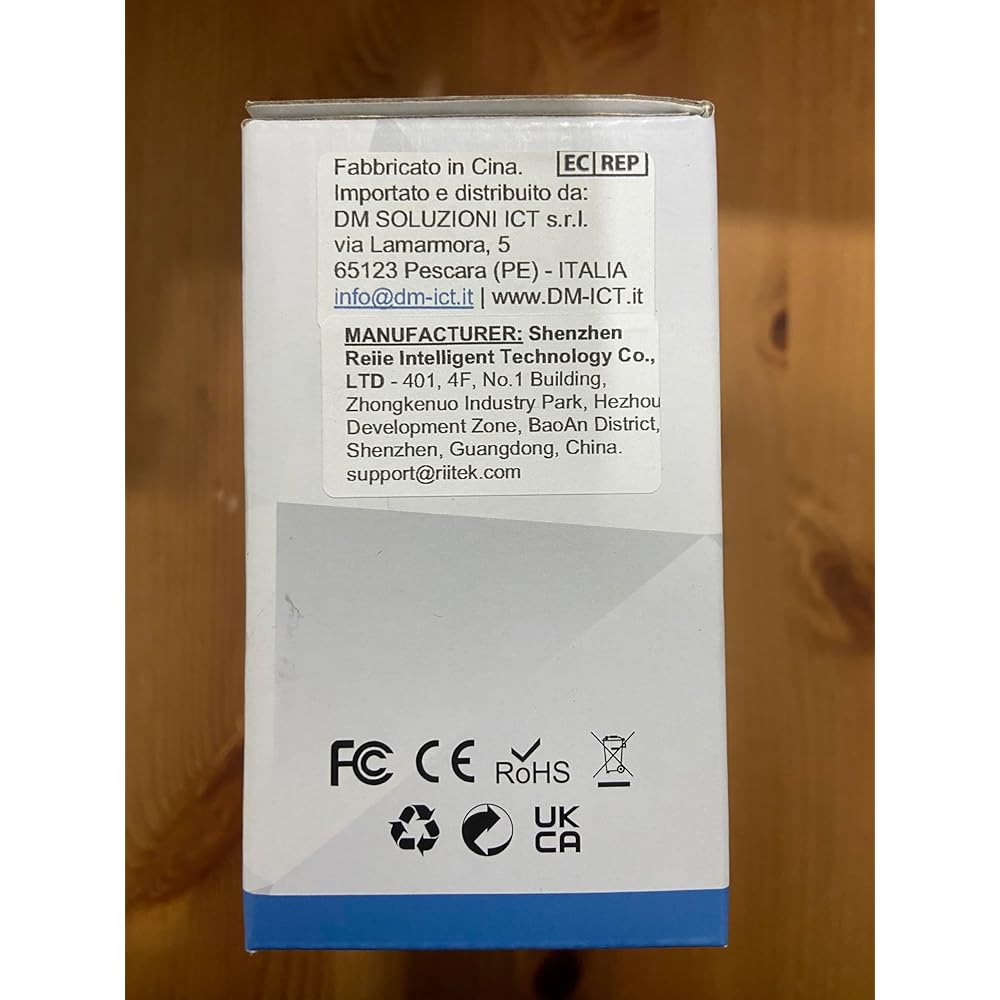 Fabbricato in Cina. EC REP
Importato e distribuito da:
DM SOLUZIONI ICT s.r.l.
via Lamarmora, 5
65123 Pescara (PE) - ITALIA
info@dm-ict.it | www.DM-ICT.it
MANUFACTURER: Shenzhen
Reiie Intelligent Technology Co.,
LTD - 401, 4F, No.1 Building,
Zhongkenuo Industry Park, Hezhou
Development Zone, BaoAn District,
Shenzhen, Guangdong, China.
support@riitek.com
FC CE RoHS
UK
CA